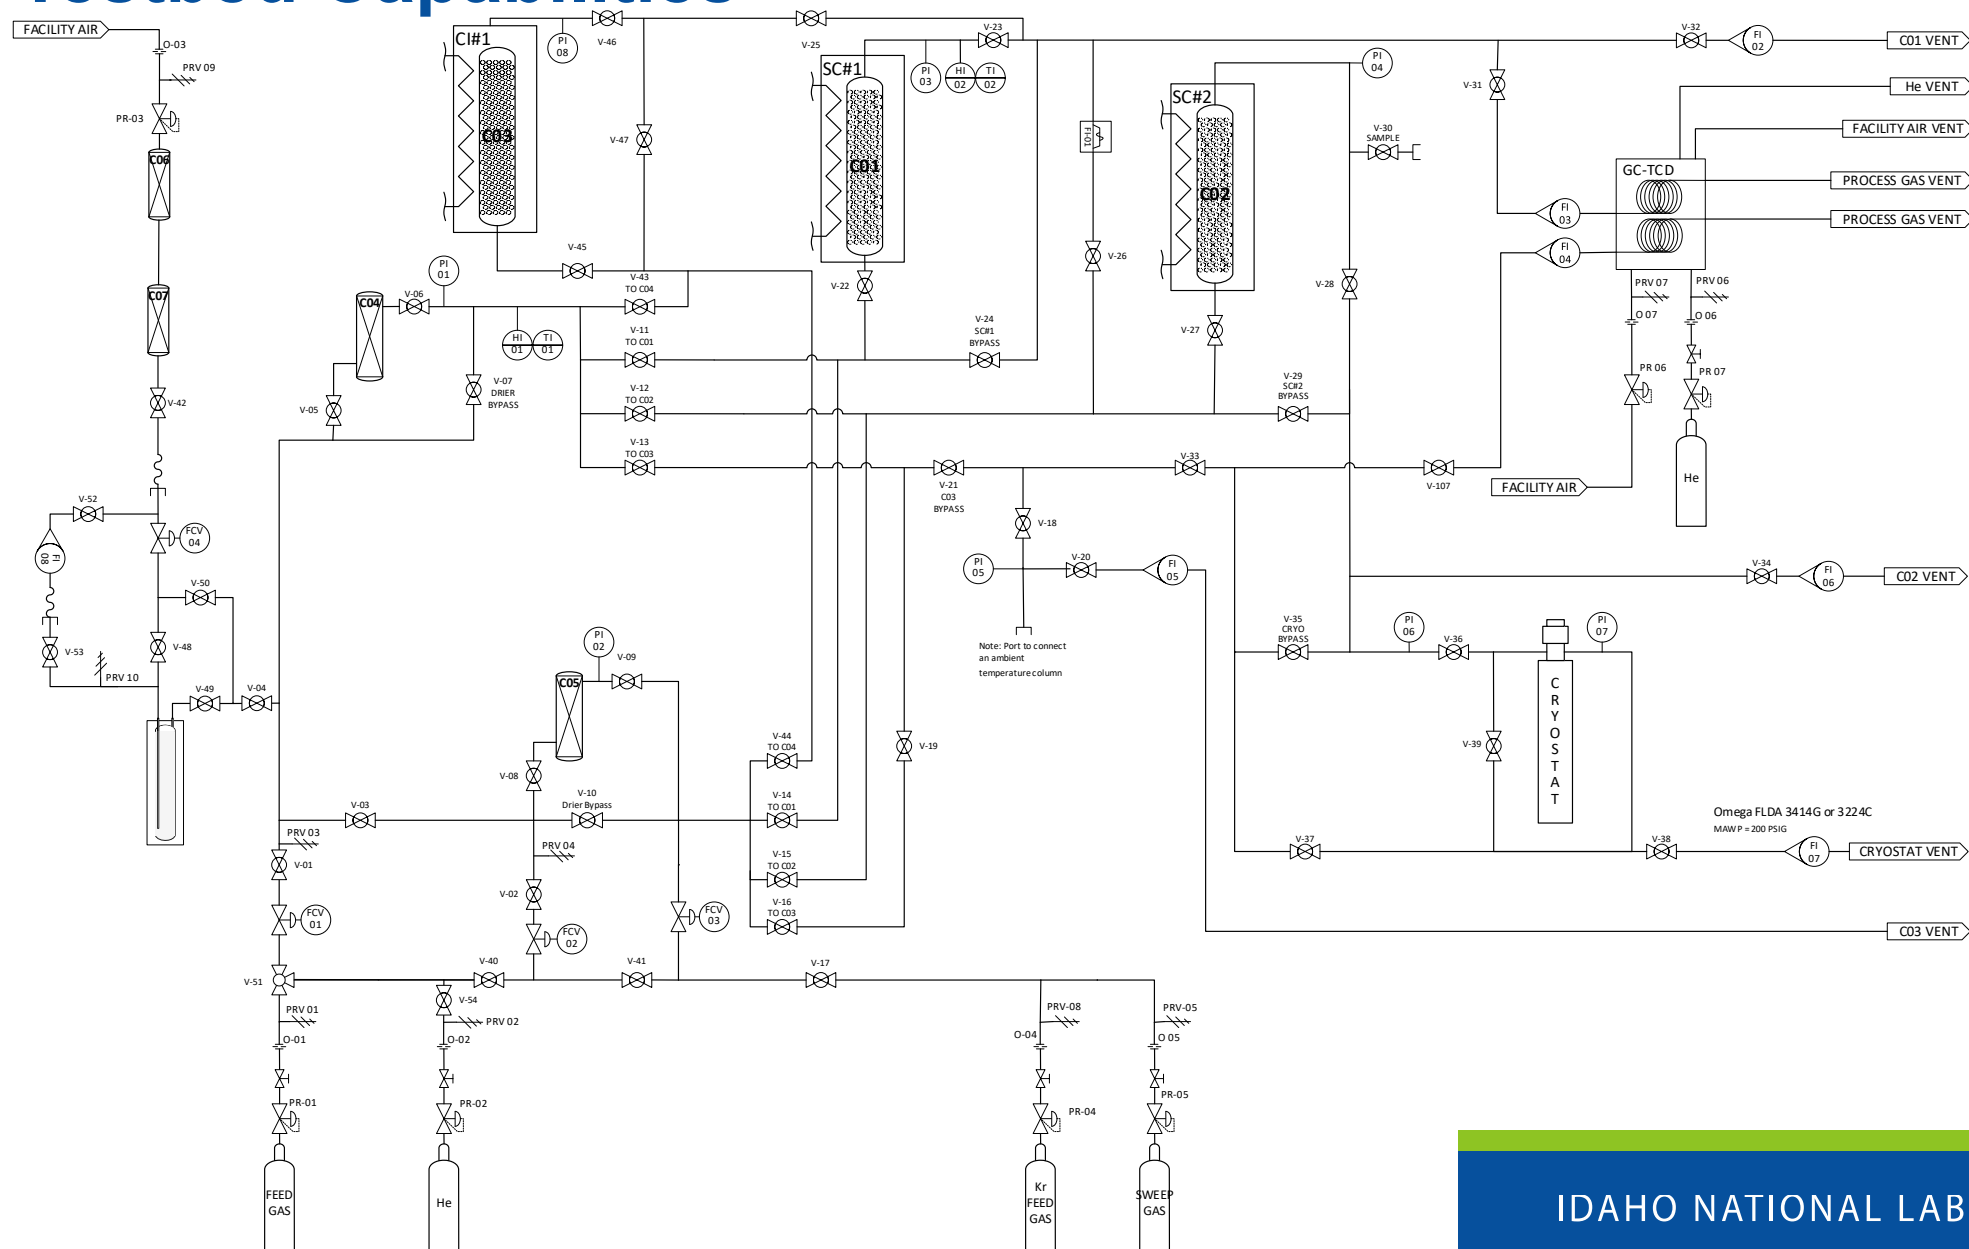 Testbed Capabilities
FACILITY AIR
O-03
PRV 09
PR-03
C06
C07
V-42
V-52
FCV
04
FI
08
V-50
V-53
V-48
PRV 10
V-49
V-04
CI#1
C03
PI
08
V-46
V-47
V-45
V-25
SC#1
C01
V-22
PI
03
HI
02
TI
02
V-23
FI-01
V-26
SC#2
C02
V-27
PI
04
V-30
SAMPLE
V-28
V-31
V-32
FI
02
C01 VENT
He VENT
FACILITY AIR VENT
PROCESS GAS VENT
PROCESS GAS VENT
GC-TCD
FI
03
FI
04
PRV 07
PRV 06
O 07
O 06
PR 06
PR 07
He
FACILITY AIR
PI
01
V-06
C04
V-05
V-07
DRIER
BYPASS
HI
01
TI
01
V-43
TO C04
V-11
TO C01
V-12
TO C02
V-13
TO C03
V-24
SC#1
BYPASS
V-29
SC#2
BYPASS
V-21
C03
BYPASS
V-33
V-107
V-18
PI
05
V-20
FI
05
Note: Port to connect
an ambient
temperature column
V-34
FI
06
C02 VENT
V-35
CRYO
BYPASS
PI
06
V-36
PI
07
V-39
CRYOSTAT
V-37
V-38
Omega FLDA 3414G or 3224C
MAWP = 200 PSIG
FI
07
CRYOSTAT VENT
C03 VENT
PI
02
V-09
C05
V-08
V-10
Drier Bypass
V-03
PRV 03
V-01
FCV
01
PRV 04
V-02
FCV
02
FCV
03
V-44
TO C04
V-14
TO C01
V-15
TO C02
V-16
TO C03
V-19
V-51
V-40
V-41
V-17
V-54
PRV 01
PRV 02
PRV-08
PRV-05
O-01
O-02
O-04
O 05
PR-01
PR-02
PR-04
PR-05
FEED
GAS
He
Kr
FEED
GAS
SWEEP
GAS
IDAHO NATIONAL LAB